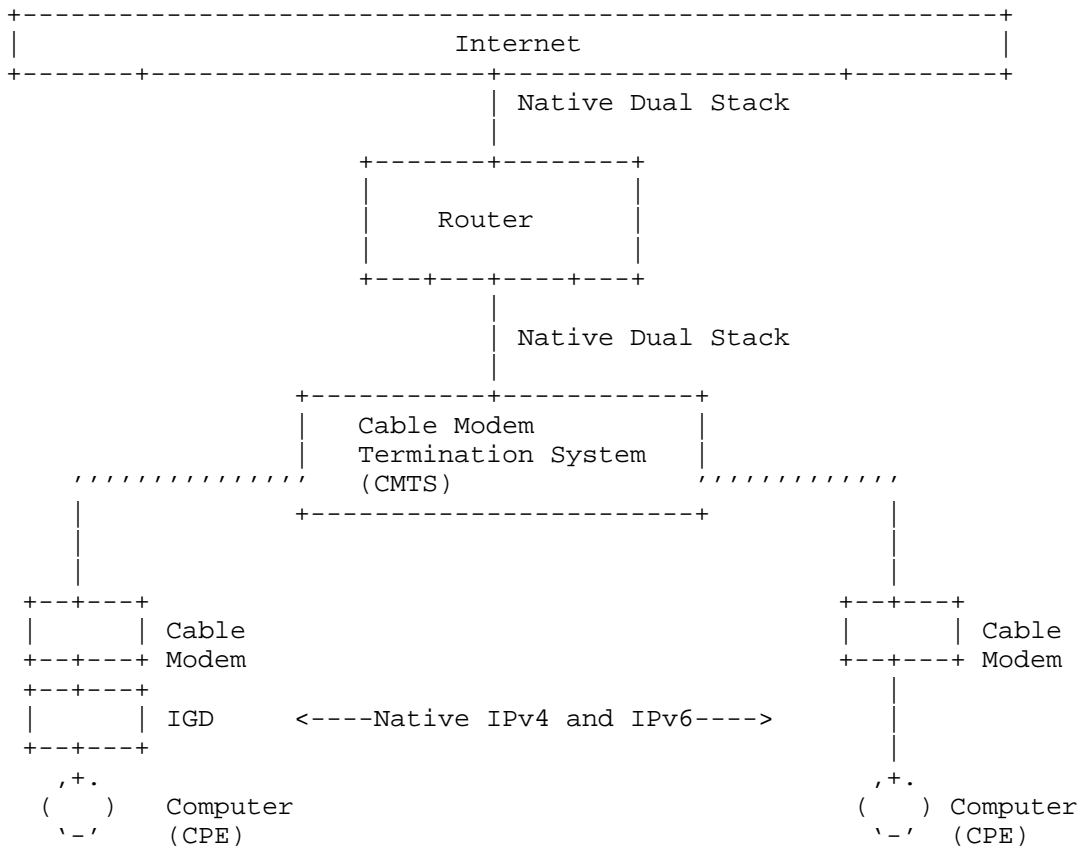 Internet
Native Dual Stack
Router
Native Dual Stack
Cable Modem
Termination System
(CMTS)
Cable
Modem
Cable
Modem
IGD
<----Native IPv4 and IPv6---->
Computer
(CPE)
Computer
(CPE)